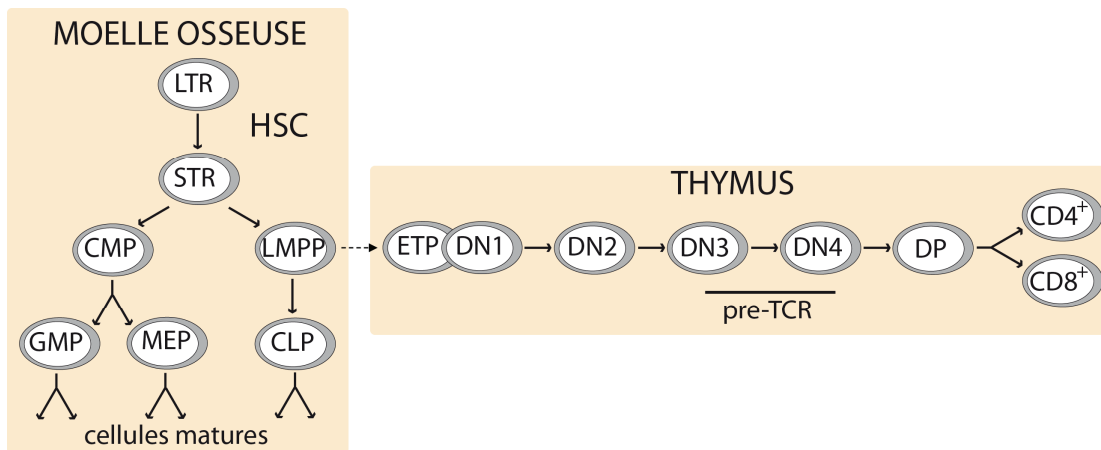 MOELLE OSSEUSE
LTR
HSC
STR
CMP
LMPP
GMP
MEP
CLP
cellules matures
THYMUS
ETP
DN1
DN2
DN3
DN4
DP
CD4⁺
CD8⁺
pre-TCR